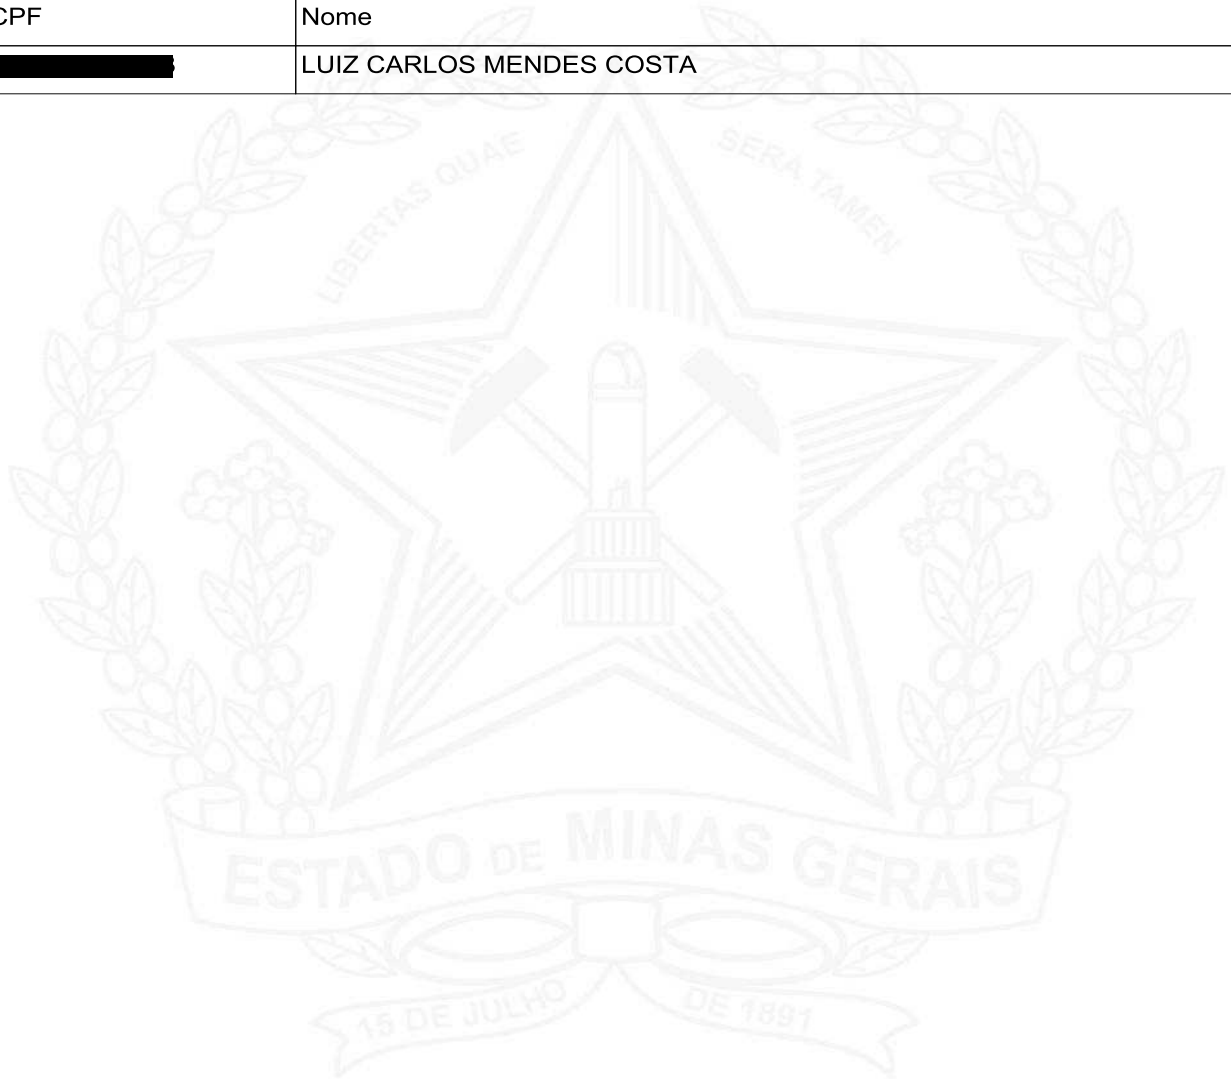 CPF Nome
LUIZ CARLOS MENDES COSTA
LIBERTAS QUAE SERA TAMEN
ESTADO DE MINAS GERAIS
15 DE JULHO DE 1891